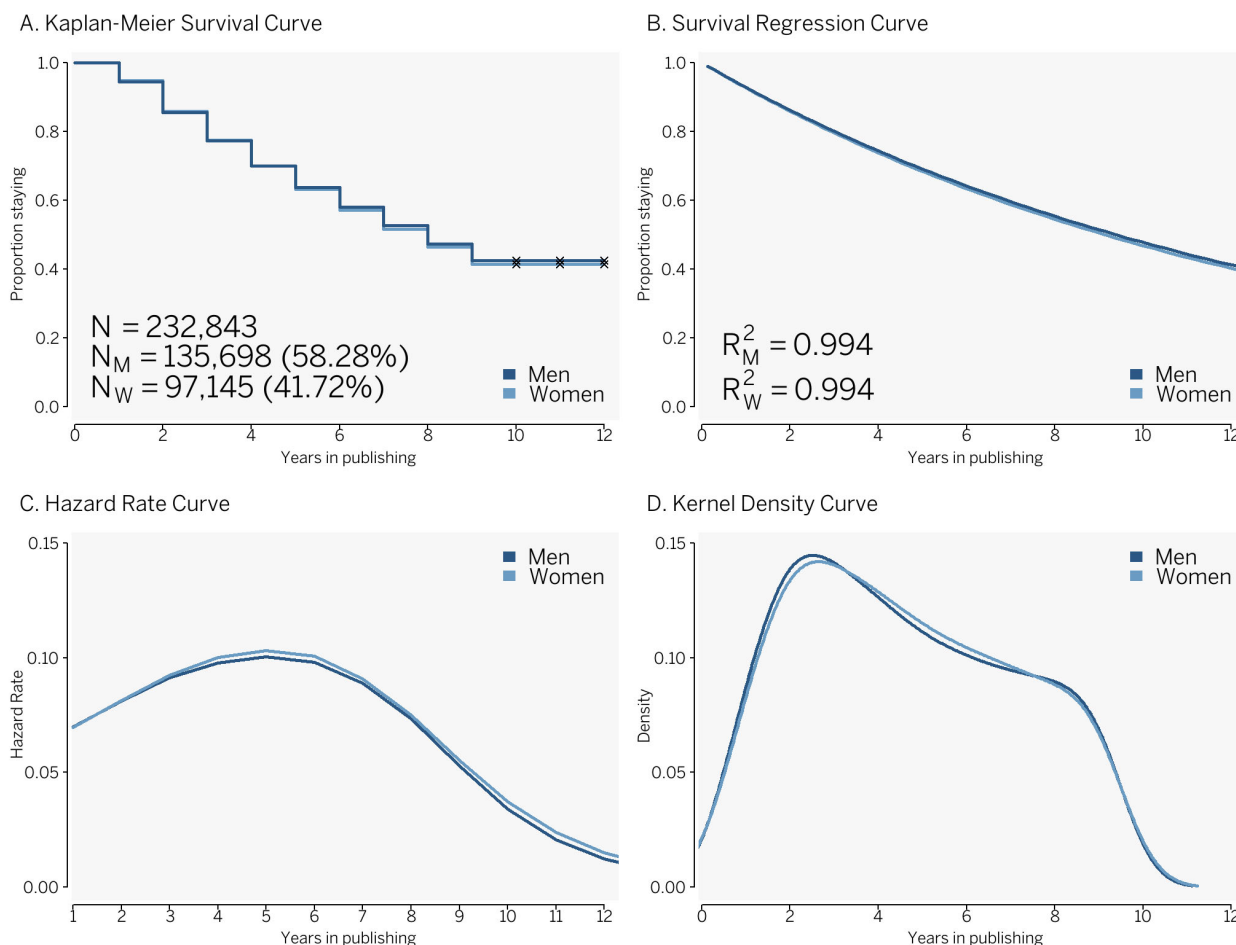 A. Kaplan-Meier Survival Curve
1.0
0.8
0.6
0.4
0.2
0.0
Proportion staying
N = 232,843
N_M = 135,698 (58.28%)
N_W = 97,145 (41.72%)
Men
Women
0 2 4 6 8 10 12
Years in publishing
B. Survival Regression Curve
1.0
0.8
0.6
0.4
0.2
0.0
Proportion staying
R²_M = 0.994
R²_W = 0.994
Men
Women
0 2 4 6 8 10 12
Years in publishing
C. Hazard Rate Curve
0.15
0.10
0.05
0.00
Hazard Rate
Men
Women
1 2 3 4 5 6 7 8 9 10 11 12
Years in publishing
D. Kernel Density Curve
0.15
0.10
0.05
0.00
Density
Men
Women
0 2 4 6 8 10 12
Years in publishing